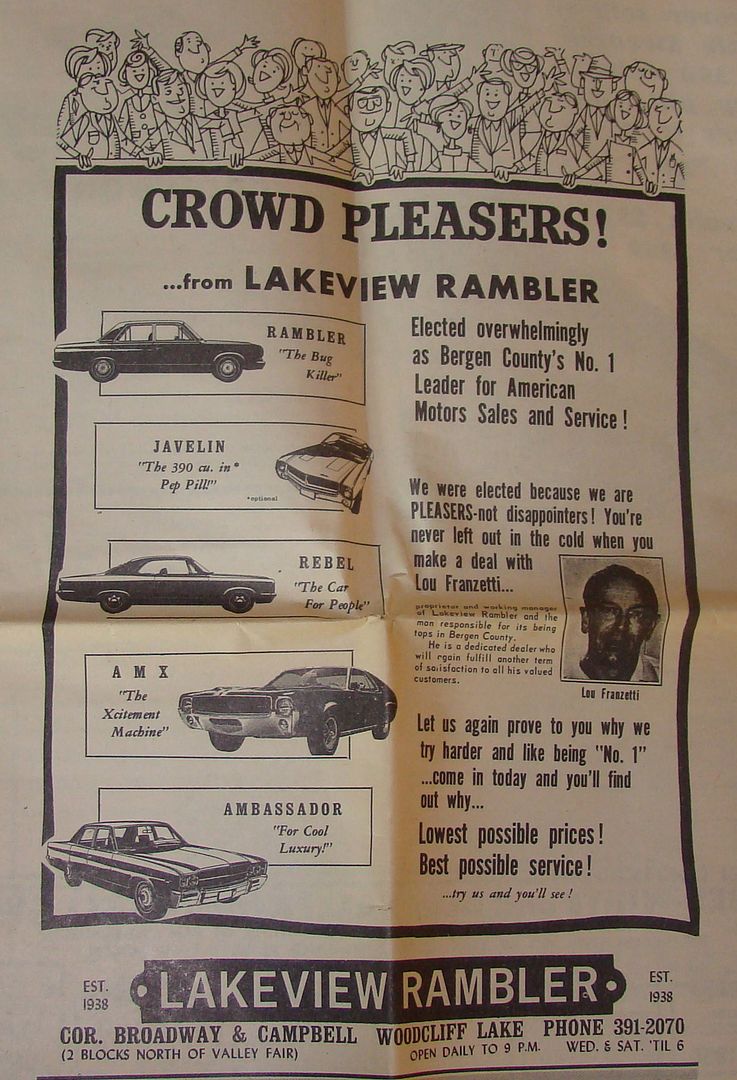 CROWD PLEASERS!
...from LAKEVIEW RAMBLER
RAMBLER
"The Bug
Killer"
JAVELIN
"The 390 cu. in*
Pep Pill!"
*optional
REBEL
"The Car
For People"
A M X
"The
Xcitement
Machine"
AMBASSADOR
"For Cool
Luxury!"
Elected overwhelmingly
as Bergen County's No. 1
Leader for American
Motors Sales and Service!
We were elected because we are
PLEASERS-not disappointers! You're
never left out in the cold when you
make a deal with
Lou Franzetti...
proprietor and working manager
of Lakeview Rambler and the
man responsible for its being
tops in Bergen County.
He is a dedicated dealer who
will again fulfill another term
of satisfaction to all his valued
customers.
Lou Franzetti
Let us again prove to you why we
try harder and like being "No. 1"
...come in today and you'll find
out why...
Lowest possible prices!
Best possible service!
...try us and you'll see!
EST.
1938
LAKEVIEW RAMBLER
EST.
1938
COR. BROADWAY & CAMPBELL WOODCLIFF LAKE PHONE 391-2070
(2 BLOCKS NORTH OF VALLEY FAIR) OPEN DAILY TO 9 P.M. WED. & SAT. 'TIL 6